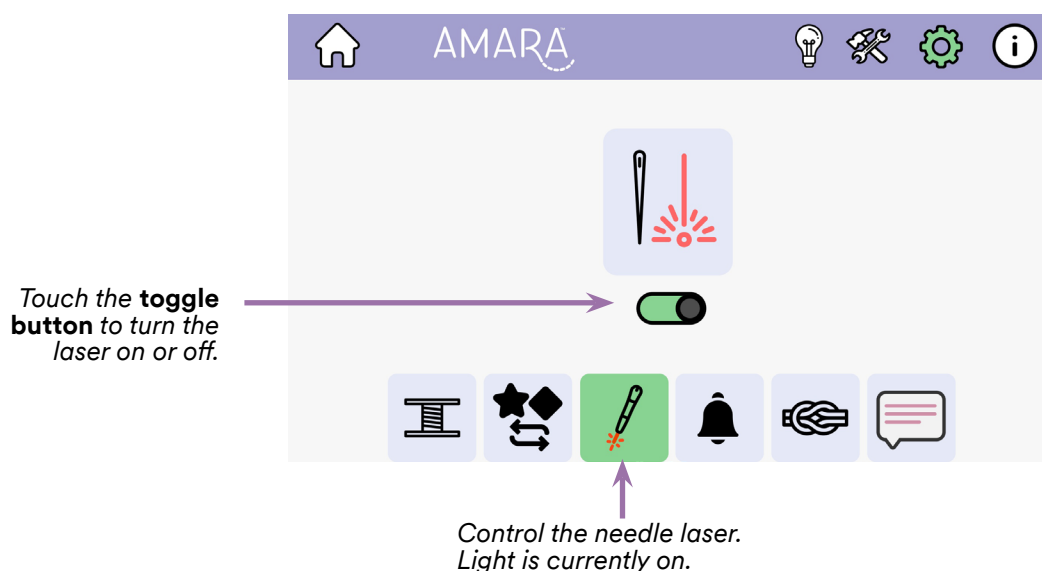 AMARA
Touch the toggle
button to turn the
laser on or off.
Control the needle laser.
Light is currently on.